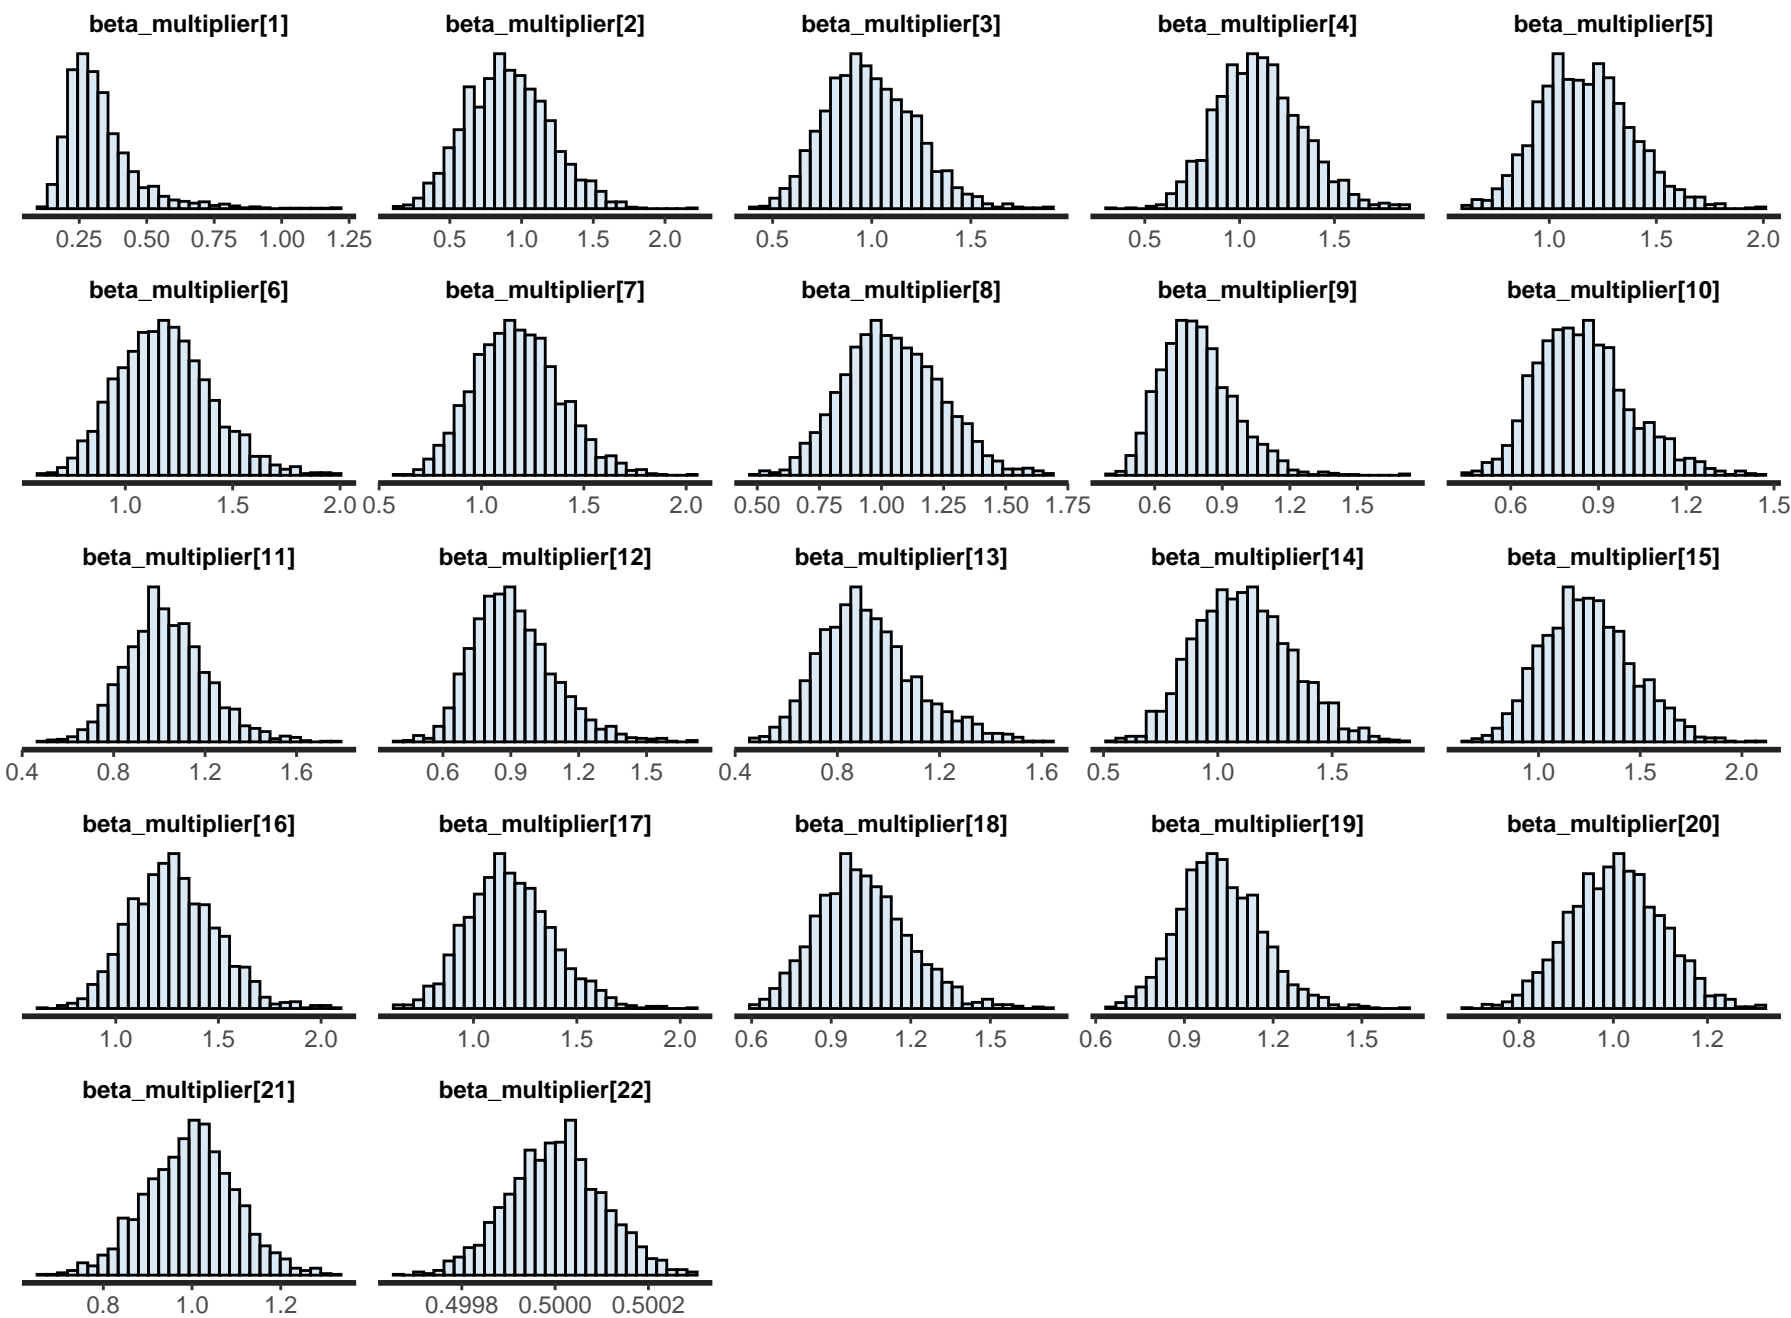 beta_multiplier[1] beta_multiplier[2] beta_multiplier[3] beta_multiplier[4] beta_multiplier[5]
0.25 0.50 0.75 1.00 1.25 0.5 1.0 1.5 2.0 0.5 1.0 1.5 0.5 1.0 1.5 1.0 1.5 2.0
beta_multiplier[6] beta_multiplier[7] beta_multiplier[8] beta_multiplier[9] beta_multiplier[10]
1.0 1.5 2.0 0.5 1.0 1.5 2.0 0.50 0.75 1.00 1.25 1.50 1.75 0.6 0.9 1.2 1.5 0.6 0.9 1.2 1.5
beta_multiplier[11] beta_multiplier[12] beta_multiplier[13] beta_multiplier[14] beta_multiplier[15]
0.4 0.8 1.2 1.6 0.6 0.9 1.2 1.5 0.4 0.8 1.2 1.6 0.5 1.0 1.5 1.0 1.5 2.0
beta_multiplier[16] beta_multiplier[17] beta_multiplier[18] beta_multiplier[19] beta_multiplier[20]
1.0 1.5 2.0 1.0 1.5 2.0 0.6 0.9 1.2 1.5 0.6 0.9 1.2 1.5 0.8 1.0 1.2
beta_multiplier[21] beta_multiplier[22]
0.8 1.0 1.2 0.4998 0.5000 0.5002